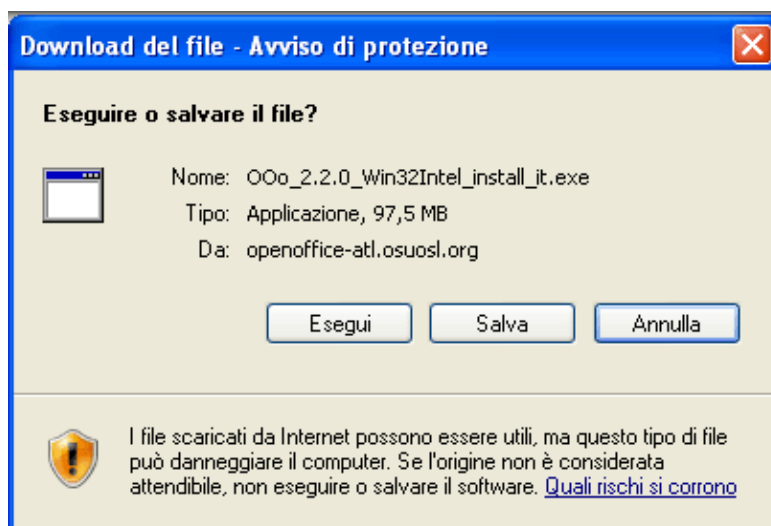 Download del file - Avviso di protezione
Eseguire o salvare il file?
Nome: OOo_2.2.0_Win32Intel_install_it.exe
Tipo: Applicazione, 97,5 MB
Da: openoffice-atl.osuosl.org
Esegui Salva Annulla
I file scaricati da Internet possono essere utili, ma questo tipo di file
può danneggiare il computer. Se l'origine non è considerata
attendibile, non eseguire o salvare il software. Quali rischi si corrono